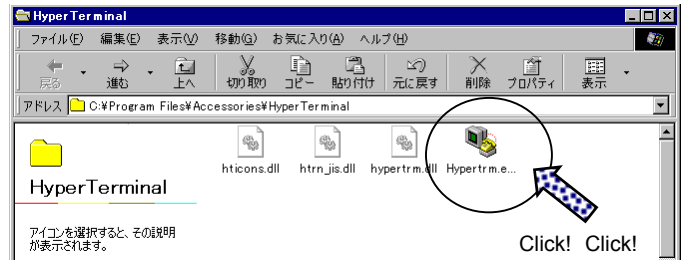 HyperTerminal
ファイル(F) 編集(E) 表示(V) 移動(G) お気に入り(A) ヘルプ(H)
戻る 進む 上へ 切り取り コピー 貼り付け 元に戻す 削除 プロパティ 表示
アドレス C:¥Program Files¥Accessories¥HyperTerminal
hticons.dll htrn_jis.dll hypertrm.dll Hypertrm.e...
HyperTerminal
アイコンを選択すると、その説明
が表示されます。
Click! Click!